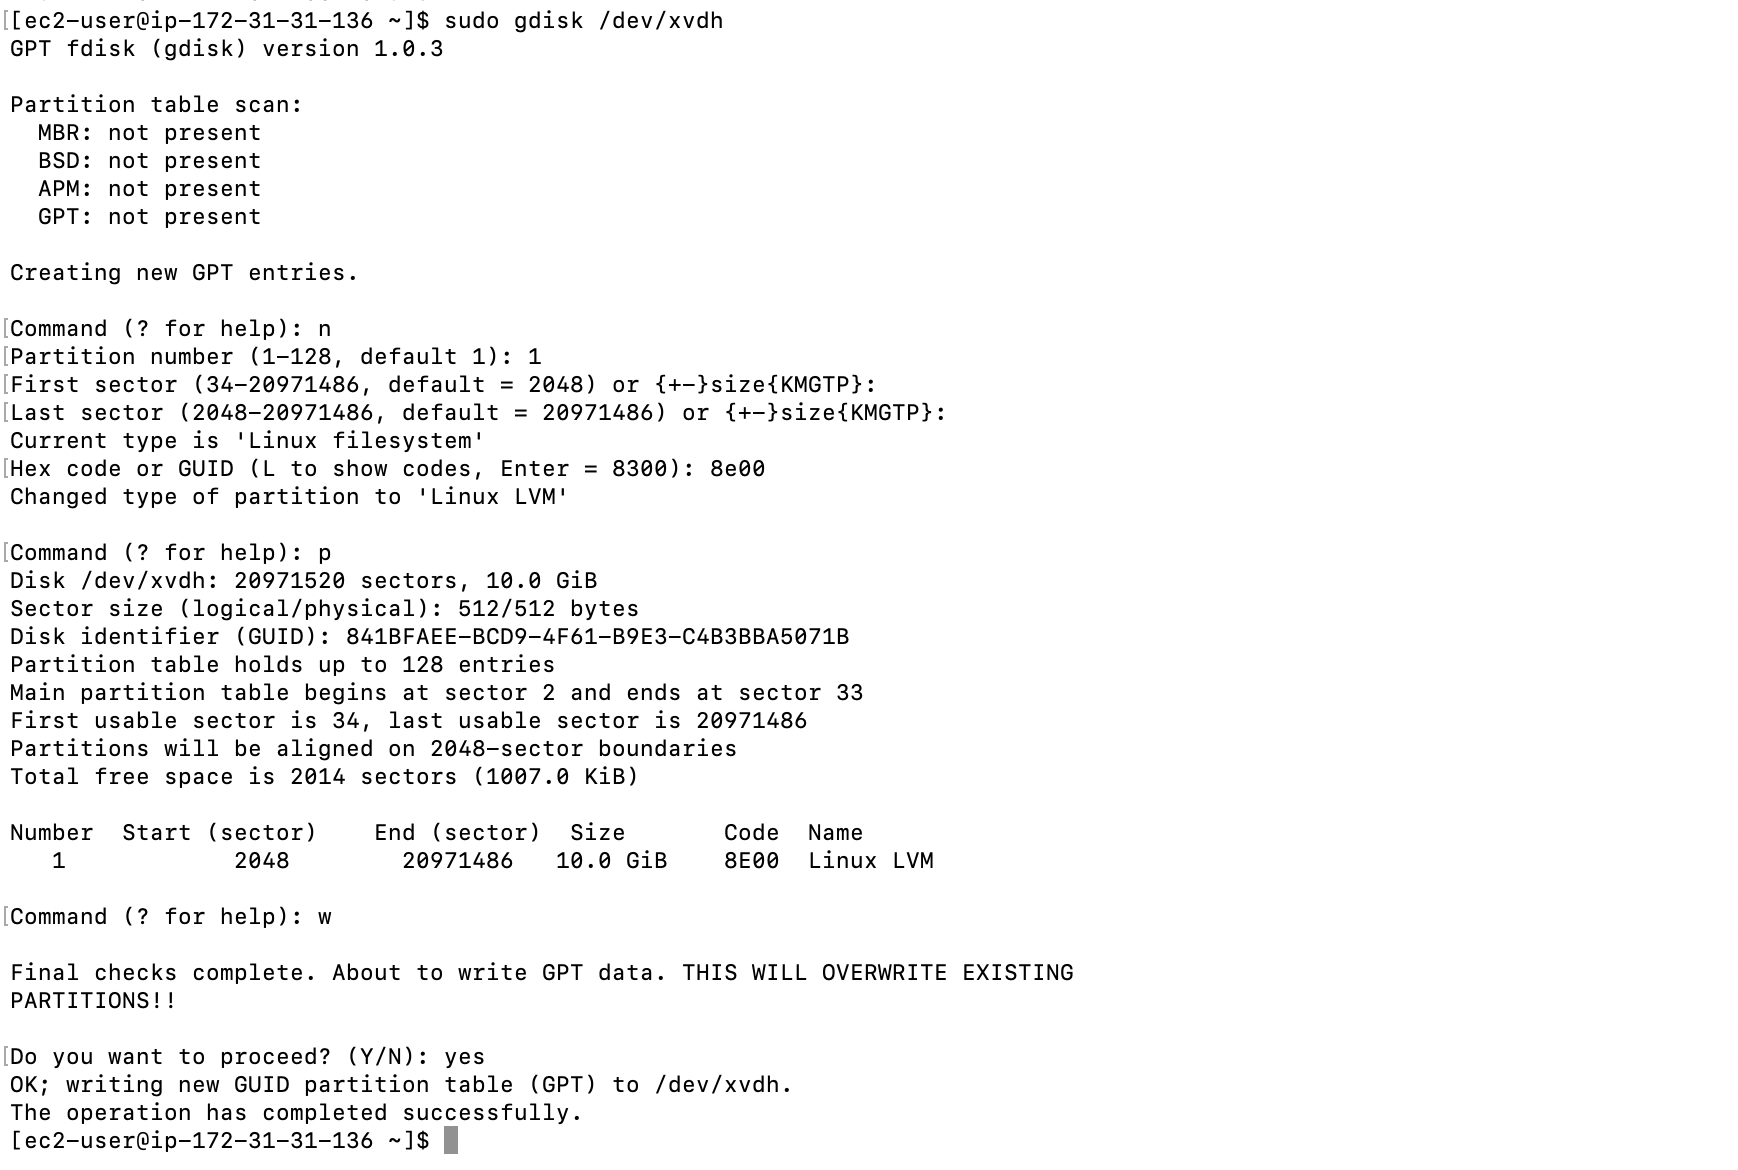 [ec2-user@ip-172-31-31-136 ~]$ sudo gdisk /dev/xvdh
GPT fdisk (gdisk) version 1.0.3
Partition table scan:
MBR: not present
BSD: not present
APM: not present
GPT: not present
Creating new GPT entries.
Command (? for help): n
Partition number (1-128, default 1): 1
First sector (34-20971486, default = 2048) or {+-}size{KMGTP}:
Last sector (2048-20971486, default = 20971486) or {+-}size{KMGTP}:
Current type is 'Linux filesystem'
Hex code or GUID (L to show codes, Enter = 8300): 8e00
Changed type of partition to 'Linux LVM'
Command (? for help): p
Disk /dev/xvdh: 20971520 sectors, 10.0 GiB
Sector size (logical/physical): 512/512 bytes
Disk identifier (GUID): 841BFAEE-BCD9-4F61-B9E3-C4B3BBA5071B
Partition table holds up to 128 entries
Main partition table begins at sector 2 and ends at sector 33
First usable sector is 34, last usable sector is 20971486
Partitions will be aligned on 2048-sector boundaries
Total free space is 2014 sectors (1007.0 KiB)
Number  Start (sector)    End (sector)  Size       Code  Name
1            2048        20971486   10.0 GiB    8E00  Linux LVM
Command (? for help): w
Final checks complete. About to write GPT data. THIS WILL OVERWRITE EXISTING
PARTITIONS!!
Do you want to proceed? (Y/N): yes
OK; writing new GUID partition table (GPT) to /dev/xvdh.
The operation has completed successfully.
[ec2-user@ip-172-31-31-136 ~]$